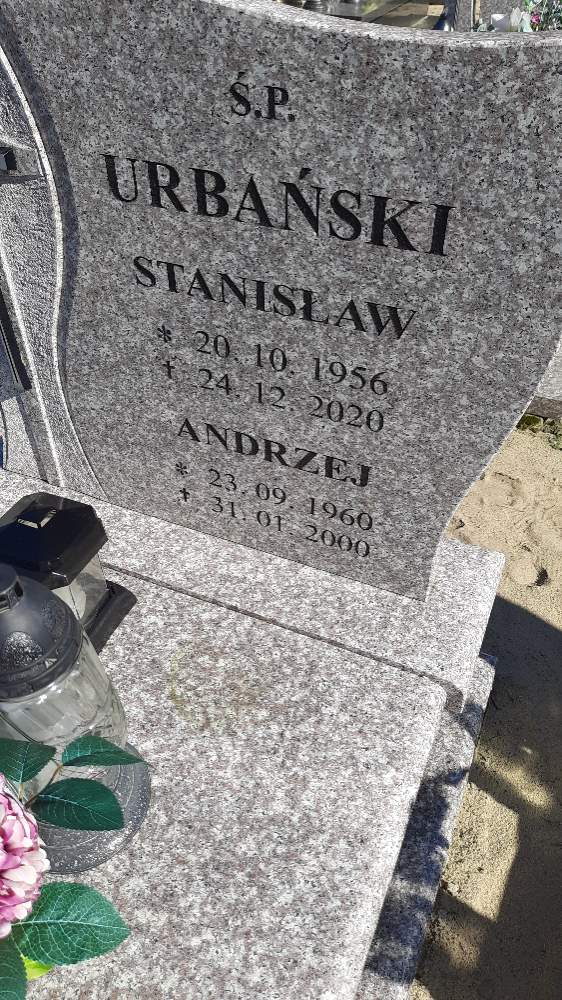 Ś.P.
URBAŃSKI
STANISŁAW
* 20. 10. 1956
† 24. 12. 2020
ANDRZEJ
* 23. 09. 1960
† 31. 01. 2000